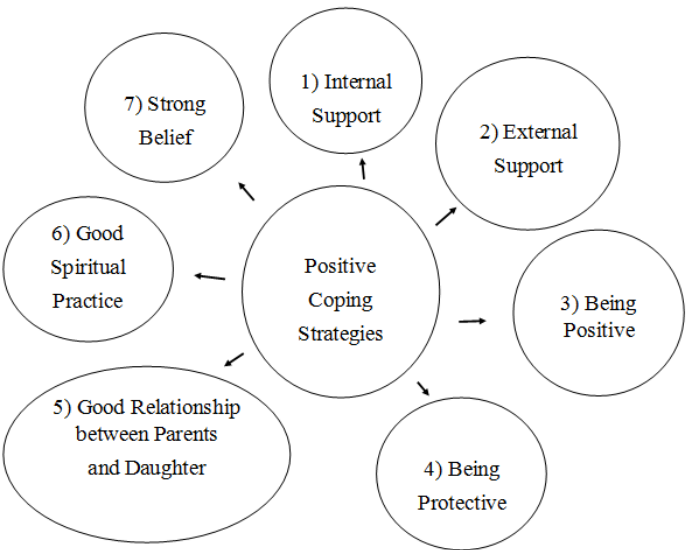 1) Internal
Support
2) External
Support
3) Being
Positive
4) Being
Protective
5) Good Relationship
between Parents
and Daughter
6) Good
Spiritual
Practice
7) Strong
Belief
Positive
Coping
Strategies